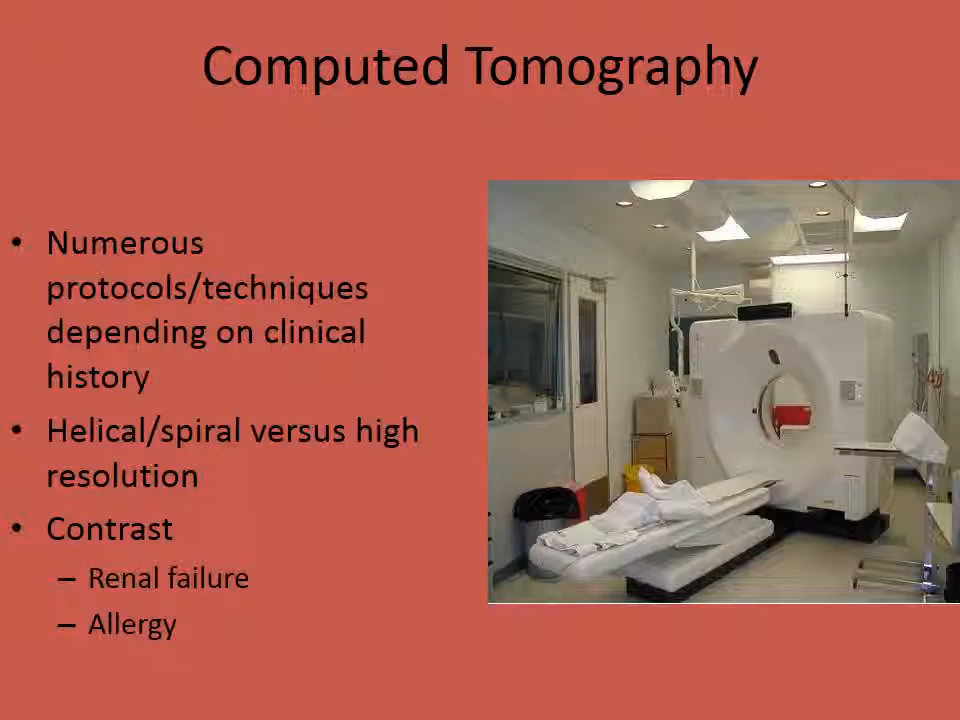 Computed Tomography
• Numerous
protocols/techniques
depending on clinical
history
• Helical/spiral versus high
resolution
• Contrast
– Renal failure
– Allergy